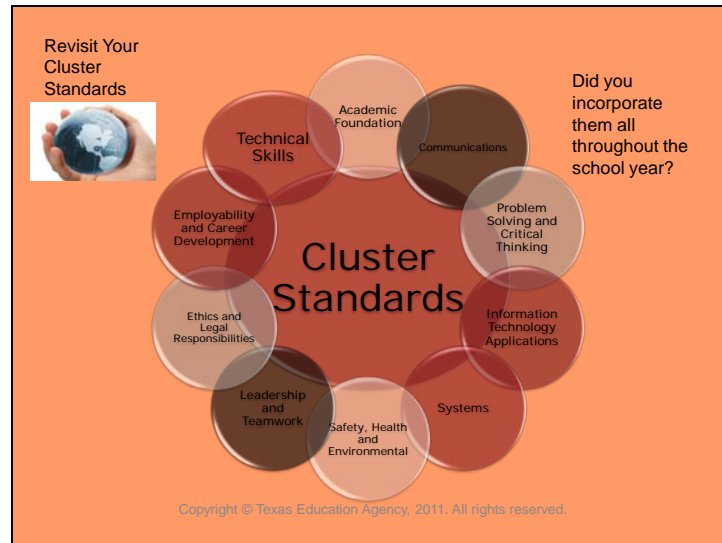 Revisit Your
Cluster
Standards
Did you
incorporate
them all
throughout the
school year?
Cluster
Standards
Academic
Foundation
Communications
Problem
Solving and
Critical
Thinking
Information
Technology
Applications
Systems
Safety, Health
and
Environmental
Leadership
and
Teamwork
Ethics and
Legal
Responsibilities
Employability
and Career
Development
Technical
Skills
Copyright © Texas Education Agency, 2011. All rights reserved.